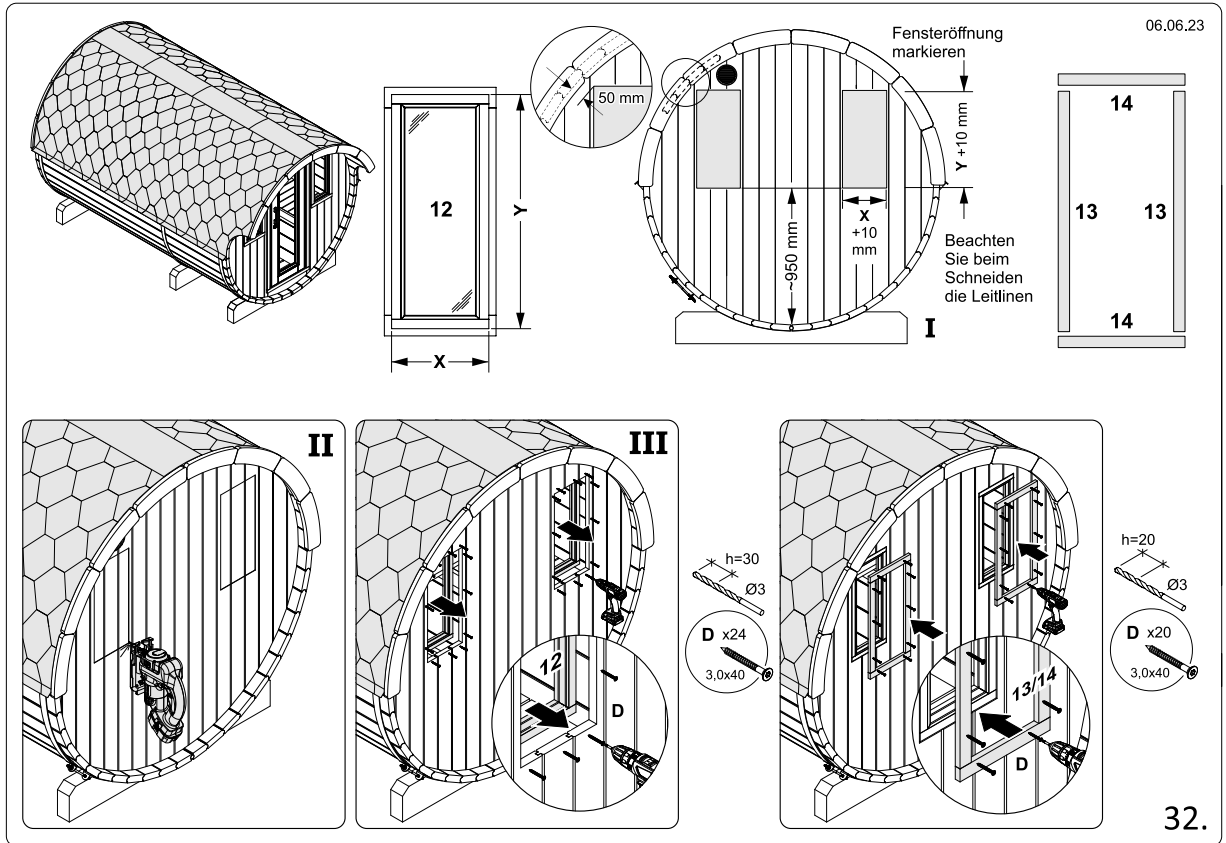 06.06.23
50 mm
12
Y
X
Fensteröffnung
markieren
Y +10 mm
X
+10
mm
~950 mm
Beachten
Sie beim
Schneiden
die Leitlinen
I
14
13
13
14
II
III
12
D
h=30
Ø3
D x24
3,0x40
13/14
D
h=20
Ø3
D x20
3,0x40
32.